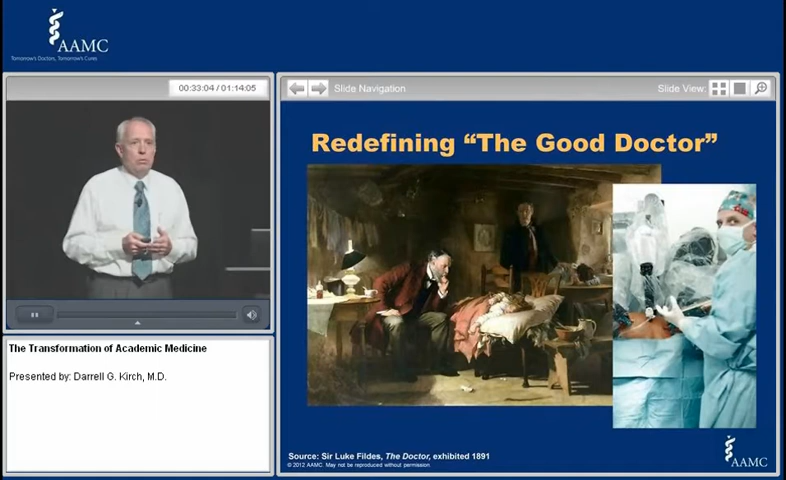 AAMC
Tomorrow's Doctors, Tomorrow's Cures
00:33:04 / 01:14:05
Slide Navigation
Slide View:
Redefining “The Good Doctor”
The Transformation of Academic Medicine
Presented by: Darrell G. Kirch, M.D.
Source: Sir Luke Fildes, The Doctor, exhibited 1891
© 2012 AAMC. May not be reproduced without permission
AAMC